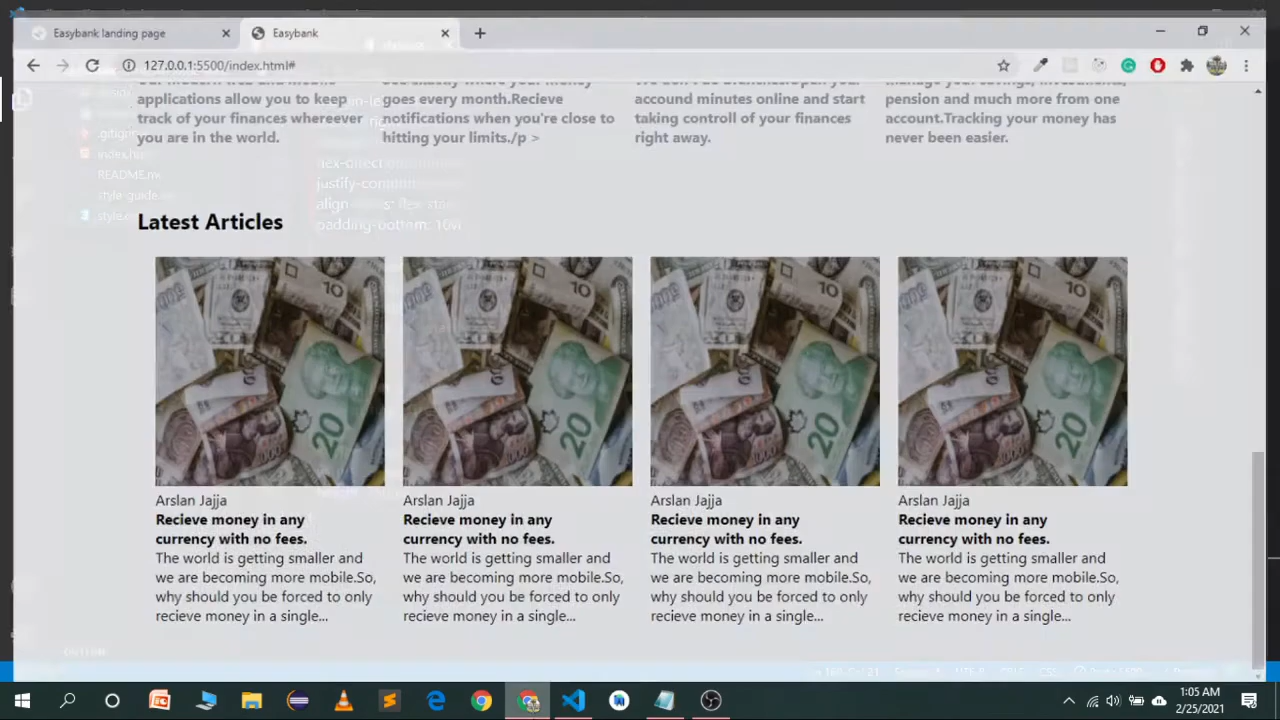 Easybank landing page
Easybank
127.0.0.1:5500/index.html#
applications allow you to keep
track of your finances whereever
you are in the world.
goes every month.Recieve
notifications when you're close to
hitting your limits./p >
accound minutes online and start
taking controll of your finances
right away.
pension and much more from one
account.Tracking your money has
never been easier.
README.m
style-guide
padding-bottom: 10
Latest Articles
Arslan Jajja
Recieve money in any
currency with no fees.
The world is getting smaller and
we are becoming more mobile.So,
why should you be forced to only
recieve money in a single...
Arslan Jajja
Recieve money in any
currency with no fees.
The world is getting smaller and
we are becoming more mobile.So,
why should you be forced to only
recieve money in a single...
Arslan Jajja
Recieve money in any
currency with no fees.
The world is getting smaller and
we are becoming more mobile.So,
why should you be forced to only
recieve money in a single...
Arslan Jajja
Recieve money in any
currency with no fees.
The world is getting smaller and
we are becoming more mobile.So,
why should you be forced to only
recieve money in a single...
OUTLINE
1:05 AM
2/25/2021